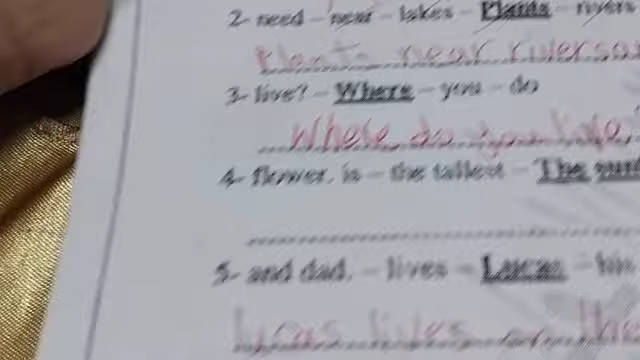 2- need - near - lakes - Plants - rivers
Plant near rivers
3- live? - Where - you - do
Where do you live
4- flower. is - the tallest - The
5- and dad. - lives - Lucas - his
lucas lives